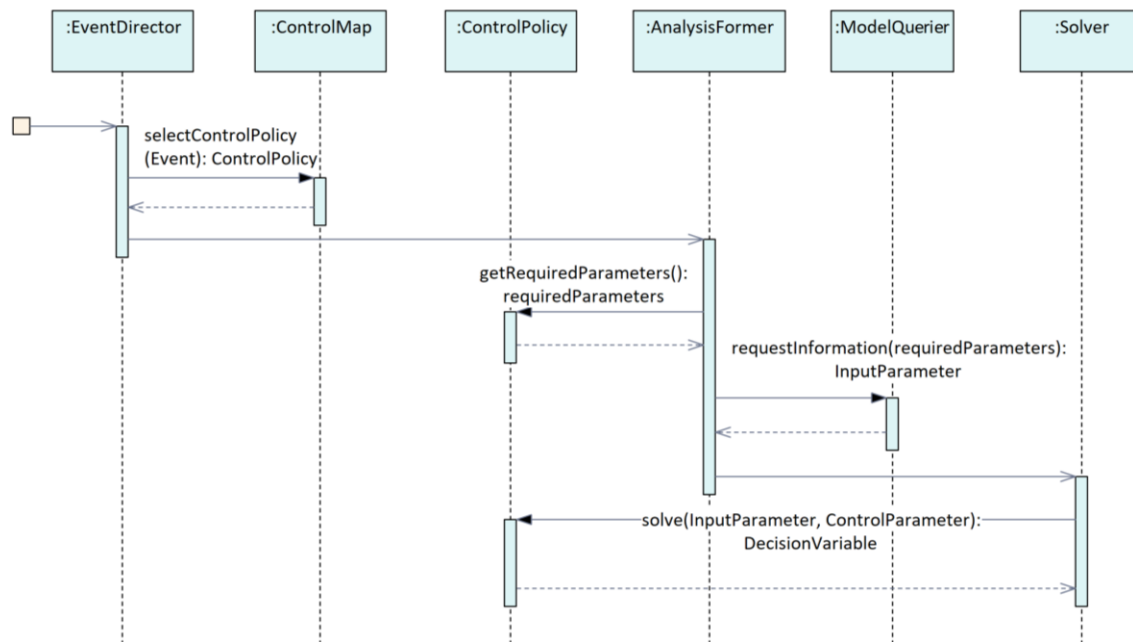 :EventDirector
:ControlMap
:ControlPolicy
:AnalysisFormer
:ModelQuerier
:Solver
selectControlPolicy
(Event): ControlPolicy
getRequiredParameters():
requiredParameters
requestInformation(requiredParameters):
InputParameter
solve(InputParameter, ControlParameter):
DecisionVariable